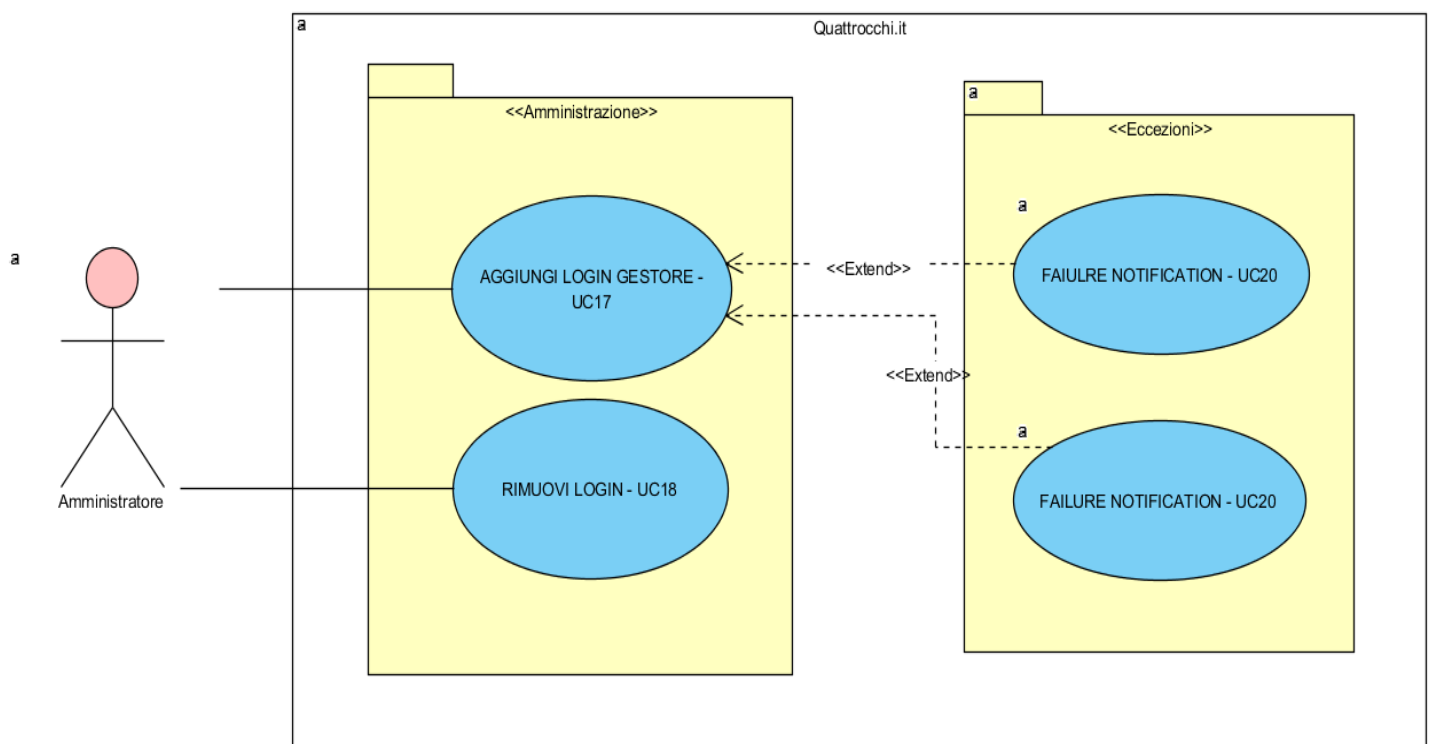 a
Quattrocchi.it
<<Amministrazione>>
a
<<Eccezioni>>
a
AGGIUNGI LOGIN GESTORE -
UC17
<<Extend>>
FAIULRE NOTIFICATION - UC20
a
<<Extend>>
a
RIMUOVI LOGIN - UC18
FAILURE NOTIFICATION - UC20
Amministratore